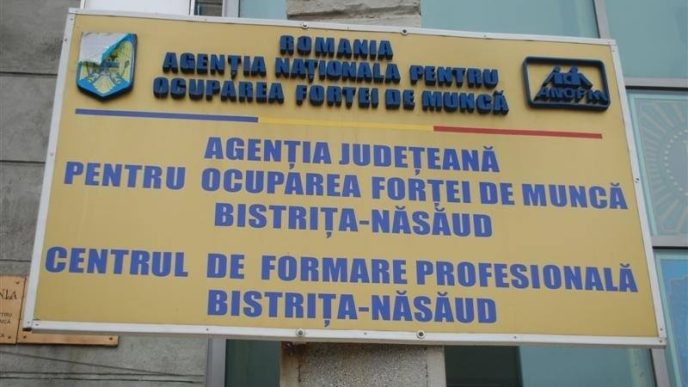 ROMANIA
AGENȚIA NAȚIONALA PENTRU
OCUPAREA FORȚEI DE MUNCĂ
ANOFM
AGENȚIA JUDEȚEANĂ
PENTRU OCUPAREA FORȚEI DE MUNCĂ
BISTRIȚA-NĂSĂUD
CENTRUL DE FORMARE PROFESIONALĂ
BISTRIȚA-NĂSĂUD